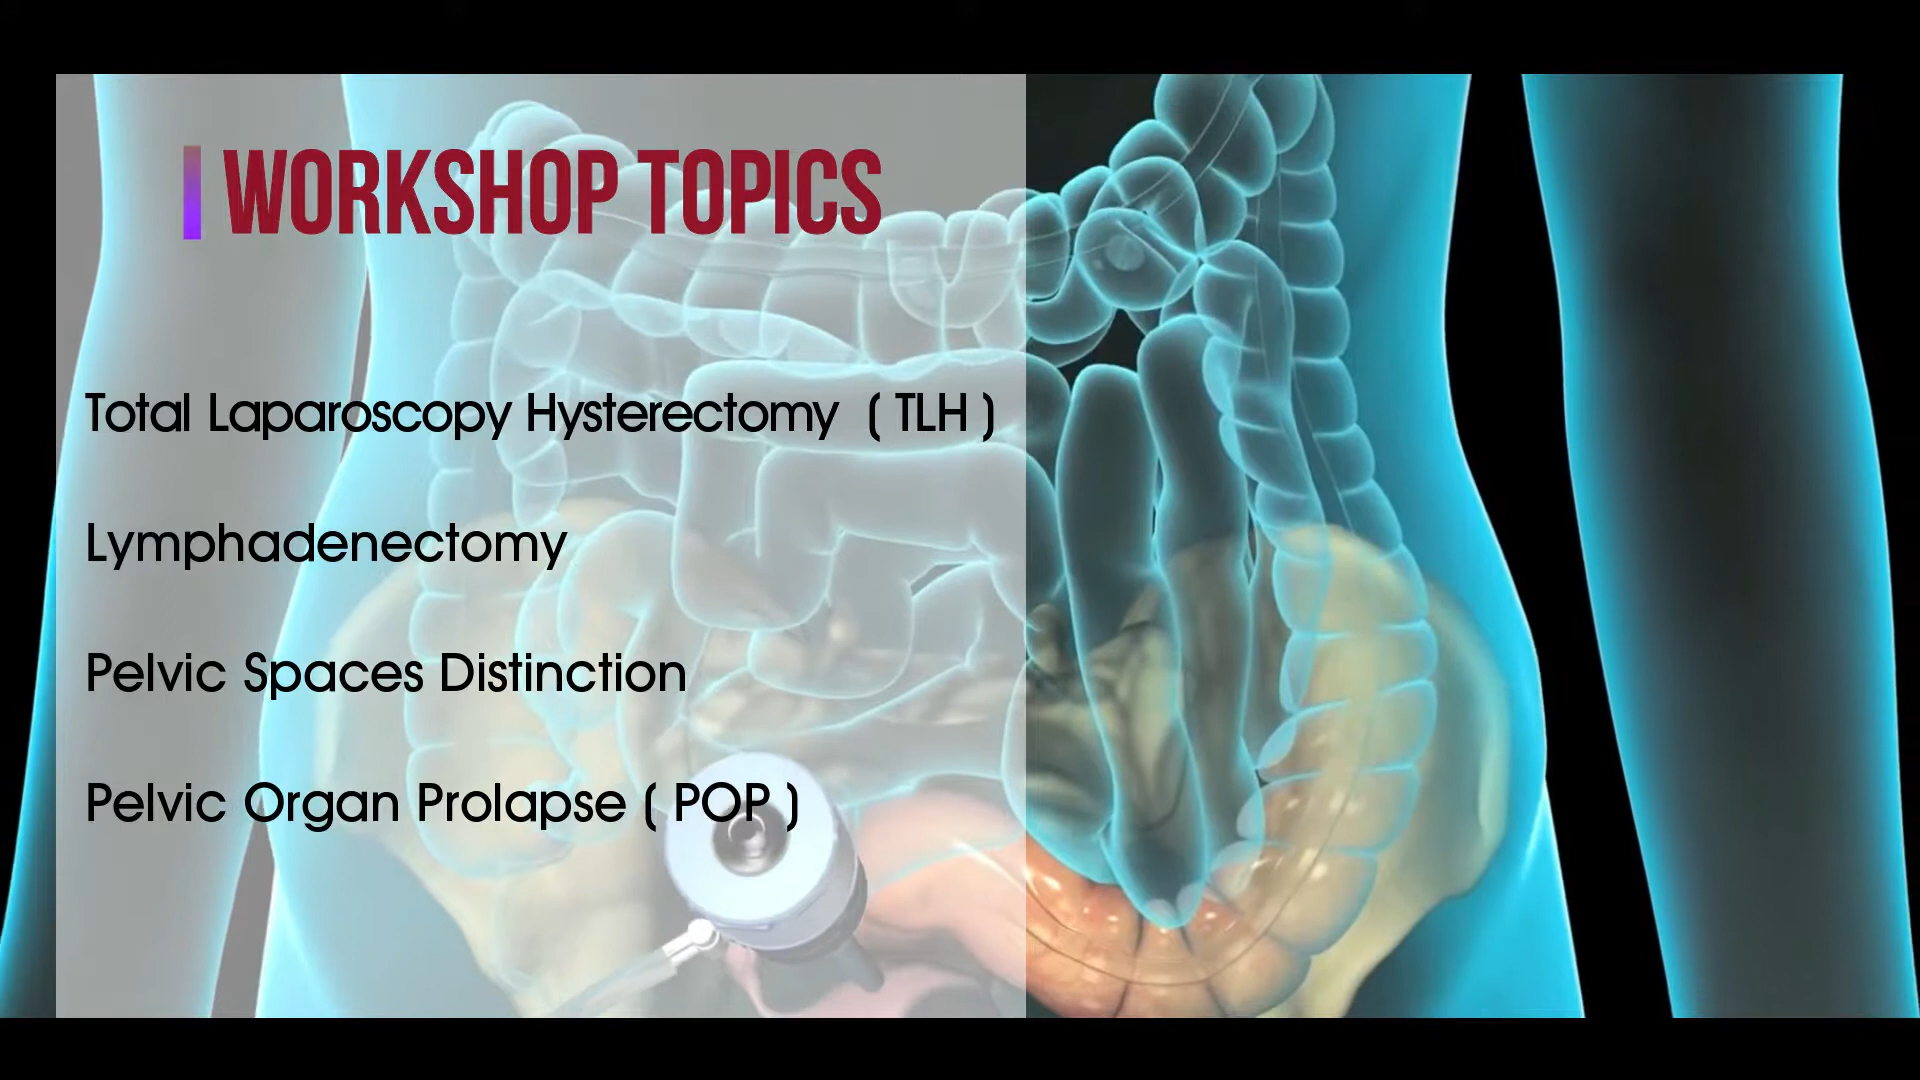 WORKSHOP TOPICS
Total Laparoscopy Hysterectomy ( TLH )
Lymphadenectomy
Pelvic Spaces Distinction
Pelvic Organ Prolapse ( POP )